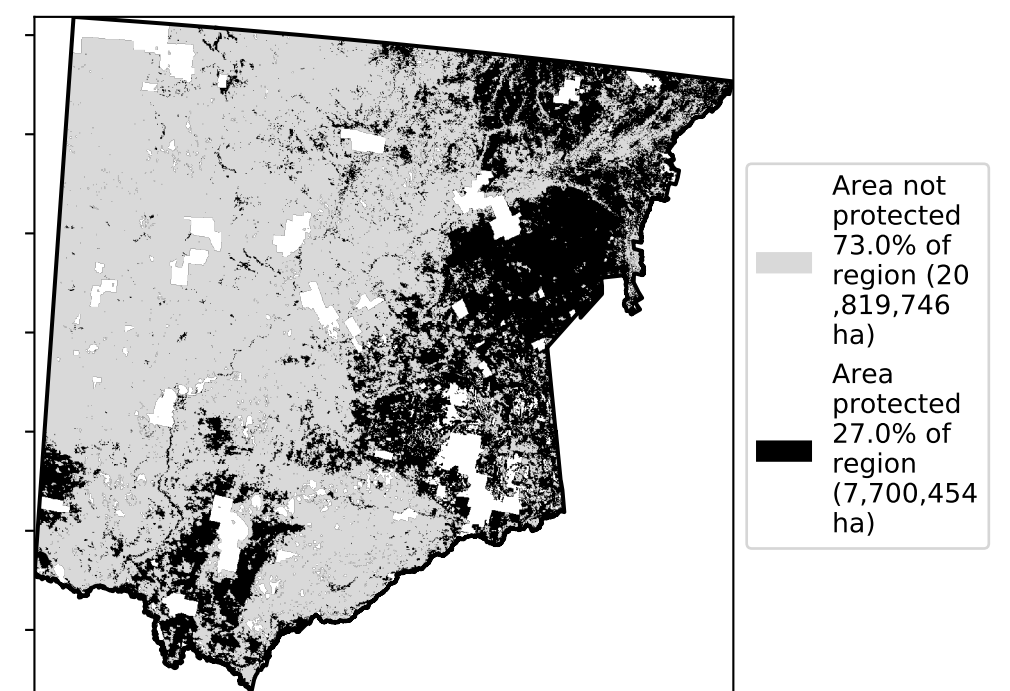 Area not
protected
73.0% of
region (20
,819,746
ha)
Area
protected
27.0% of
region
(7,700,454
ha)